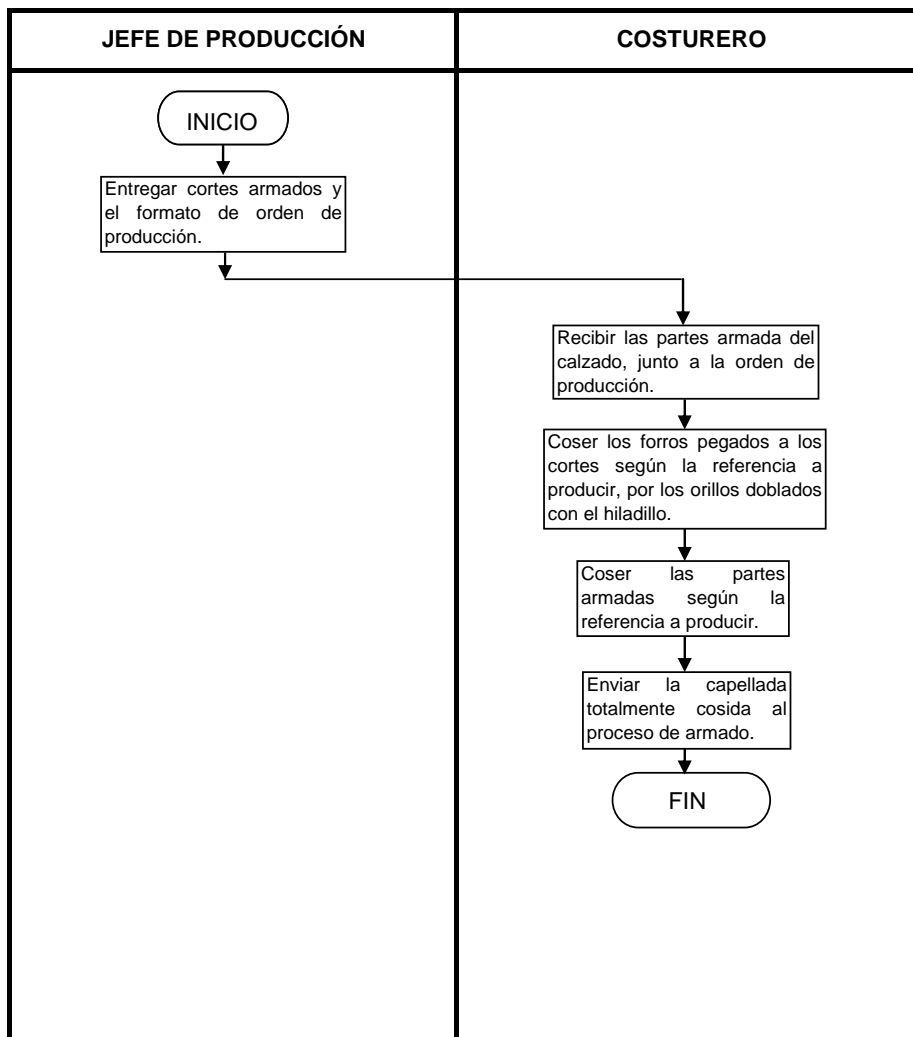 JEFE DE PRODUCCIÓN
COSTURERO
INICIO
Entregar cortes armados y
el formato de orden de
producción.
Recibir las partes armada del
calzado, junto a la orden de
producción.
Coser los forros pegados a los
cortes según la referencia a
producir, por los orillos doblados
con el hiladillo.
Coser las partes
armadas según la
referencia a producir.
Enviar la capellada
totalmente cosida al
proceso de armado.
FIN